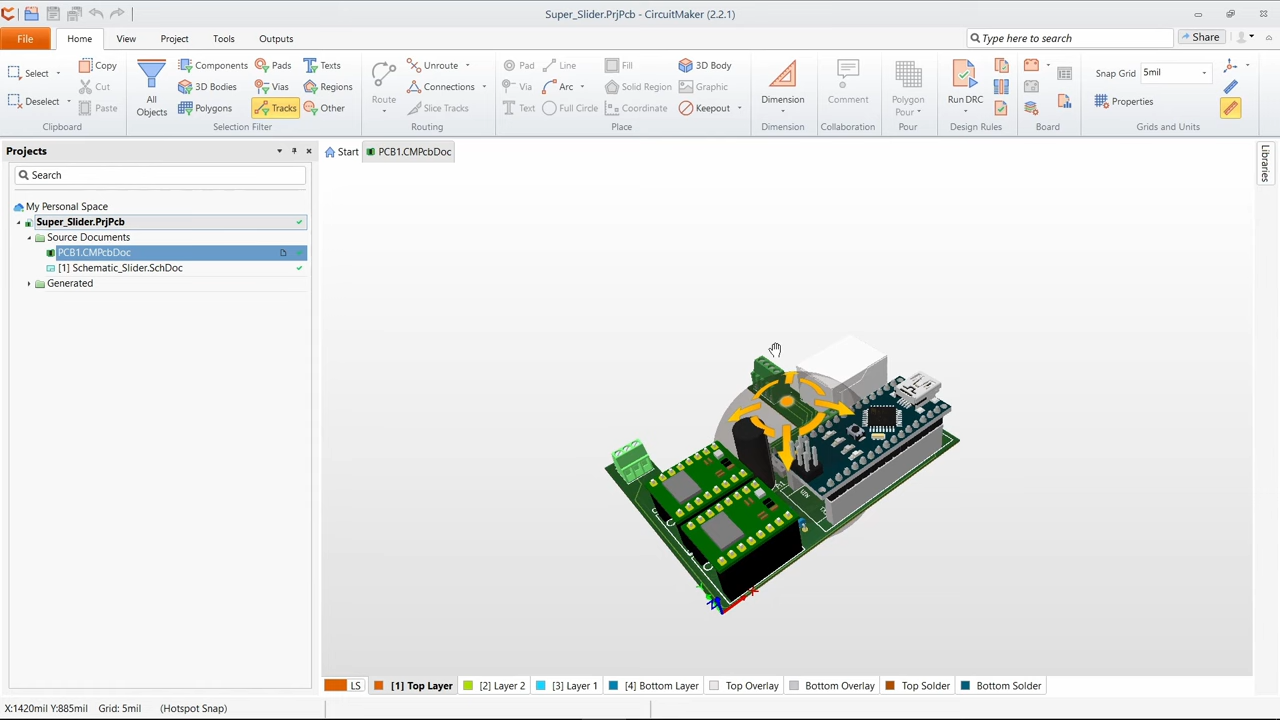 Super_Slider.PrjPcb - CircuitMaker (2.2.1)
File
Home
View
Project
Tools
Outputs
Type here to search
Share
Select
Deselect
Copy
Cut
Paste
Clipboard
All
Objects
Components
3D Bodies
Polygons
Pads
Vias
Tracks
Texts
Regions
Other
Selection Filter
Route
Unroute
Connections
Slice Tracks
Routing
Pad
Via
Text
Line
Arc
Full Circle
Fill
Solid Region
Coordinate
3D Body
Graphic
Keepout
Place
Dimension
Dimension
Comment
Collaboration
Polygon
Pour
Pour
Run DRC
Design Rules
Board
Snap Grid
5mil
Properties
Grids and Units
Projects
Search
My Personal Space
Super_Slider.PrjPcb
Source Documents
PCB1.CMPcbDoc
[1] Schematic_Slider.SchDoc
Generated
Start
PCB1.CMPcbDoc
Libraries
LS
[1] Top Layer
[2] Layer 2
[3] Layer 1
[4] Bottom Layer
Top Overlay
Bottom Overlay
Top Solder
Bottom Solder
X:1420mil Y:885mil
Grid: 5mil
(Hotspot Snap)